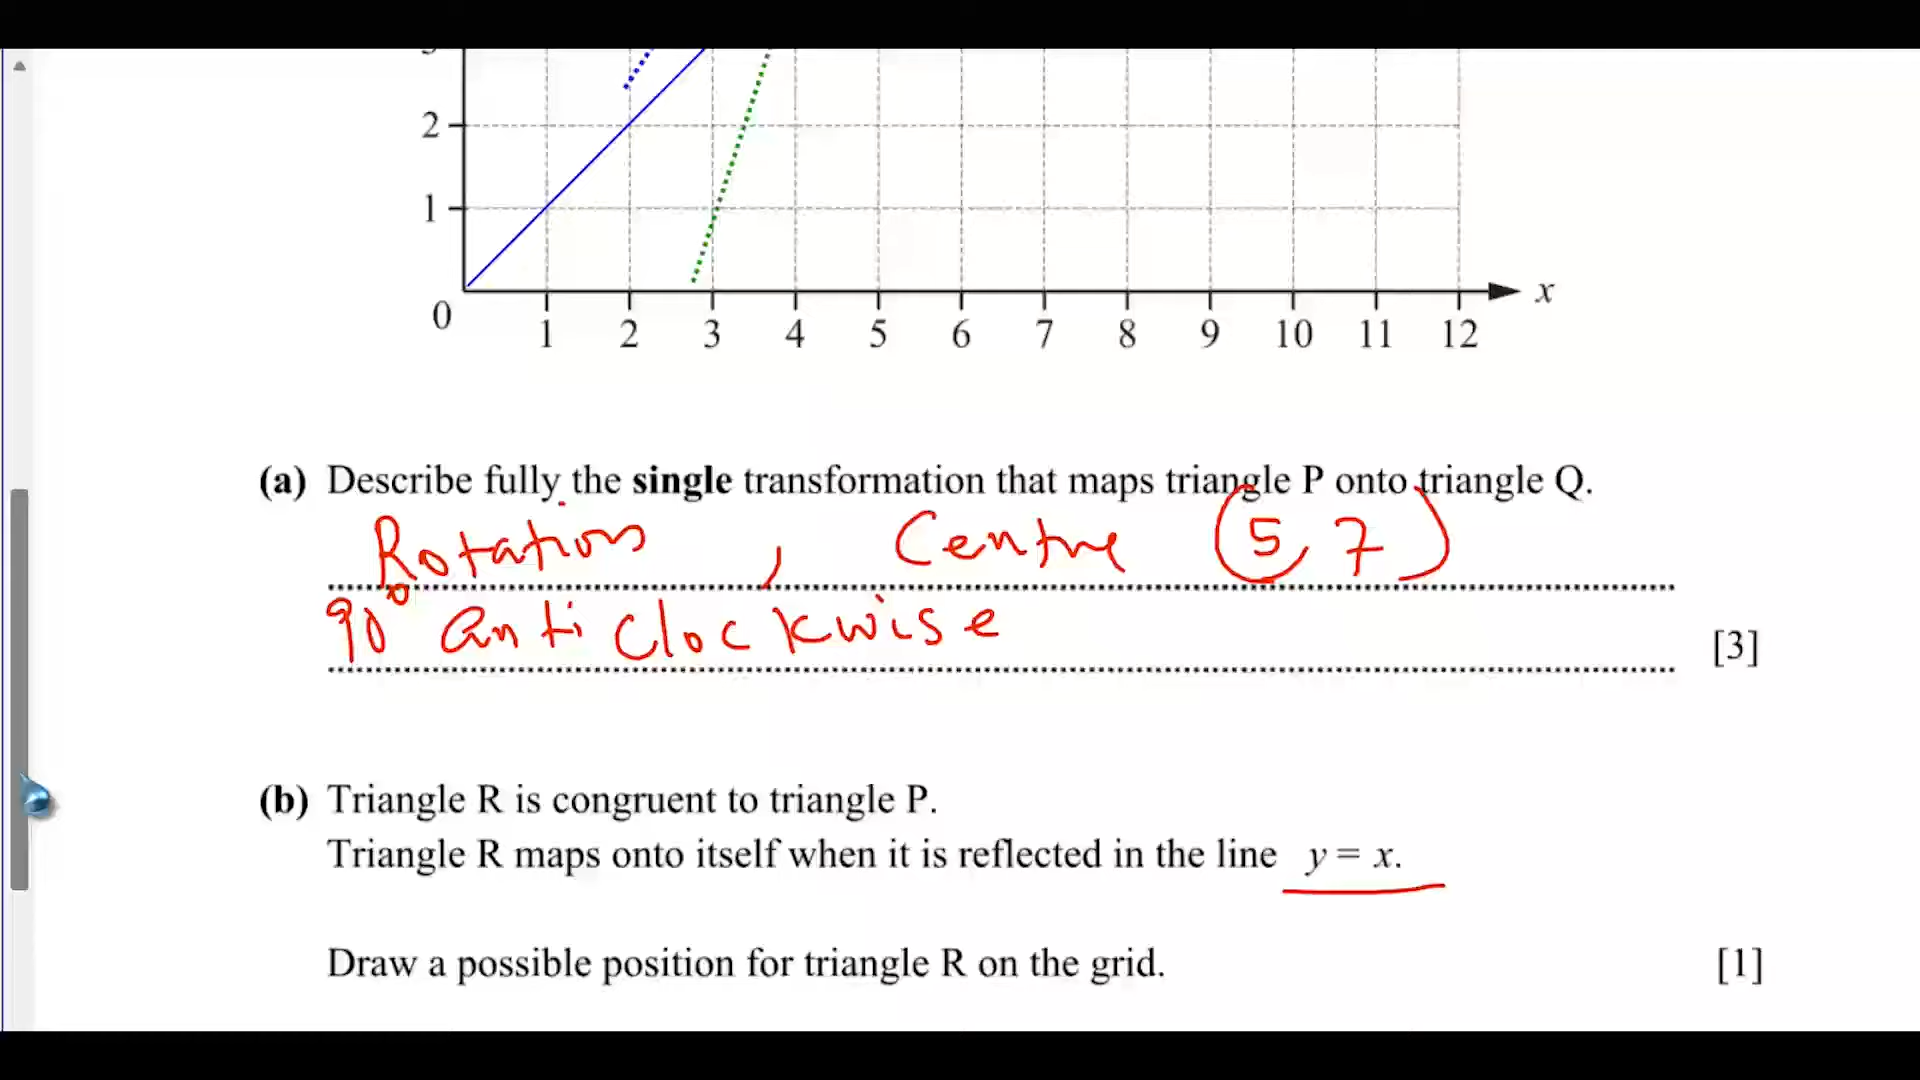 2
1
0
1 2 3 4 5 6 7 8 9 10 11 12 x
(a) Describe fully the single transformation that maps triangle P onto triangle Q.
Rotation , Centre (5, 7)
90° anticlockwise
[3]
(b) Triangle R is congruent to triangle P.
Triangle R maps onto itself when it is reflected in the line y = x.
Draw a possible position for triangle R on the grid. [1]